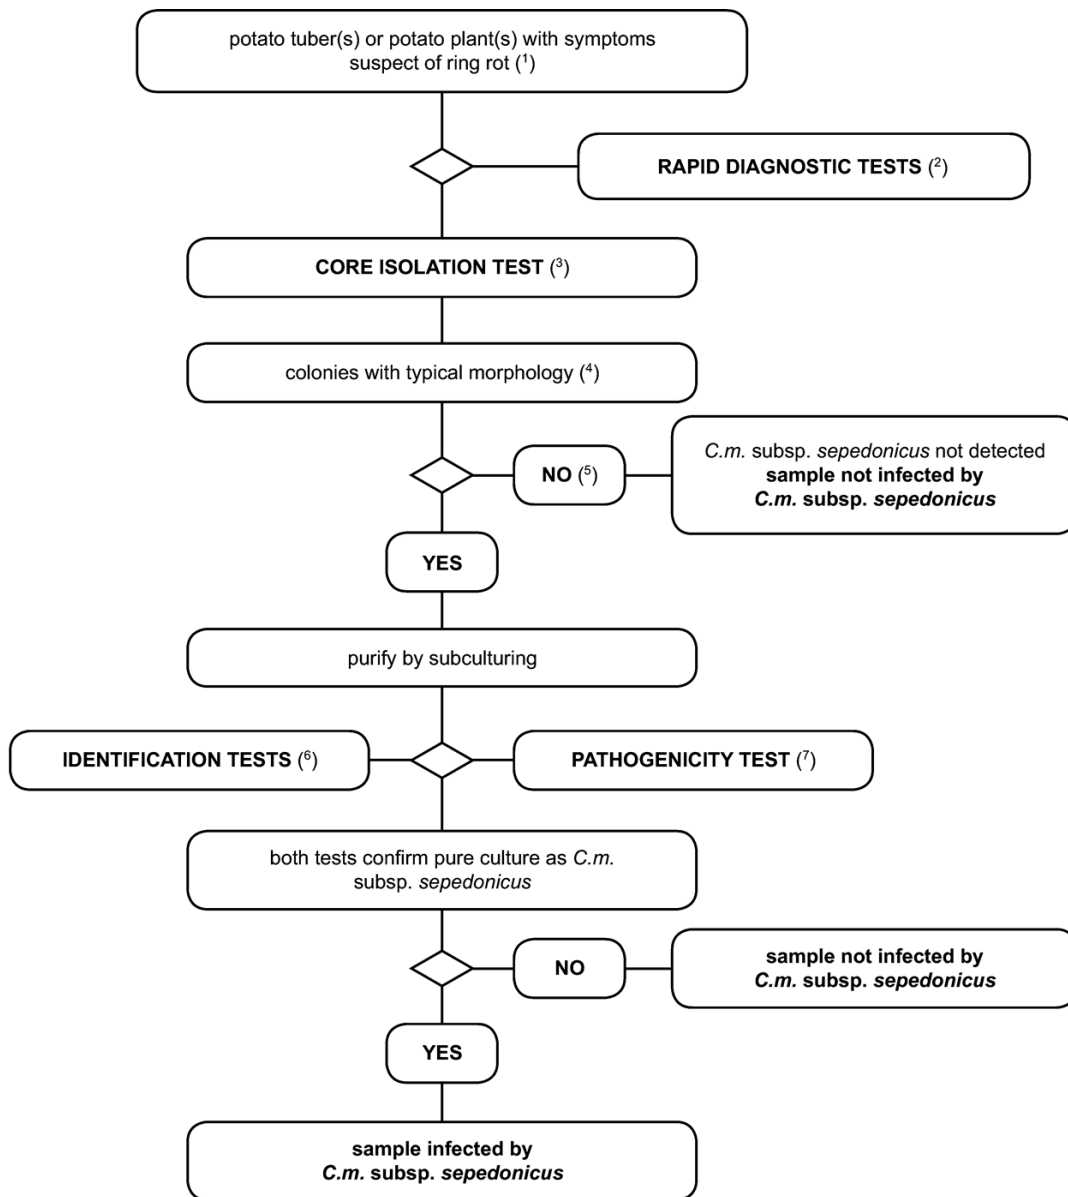 potato tuber(s) or potato plant(s) with symptoms
suspect of ring rot (¹)
RAPID DIAGNOSTIC TESTS (²)
CORE ISOLATION TEST (³)
colonies with typical morphology (⁴)
NO (⁵)
C.m. subsp. sepedonicus not detected
sample not infected by
C.m. subsp. sepedonicus
YES
purify by subculturing
IDENTIFICATION TESTS (⁶)
PATHOGENICITY TEST (⁷)
both tests confirm pure culture as C.m.
subsp. sepedonicus
NO
sample not infected by
C.m. subsp. sepedonicus
YES
sample infected by
C.m. subsp. sepedonicus